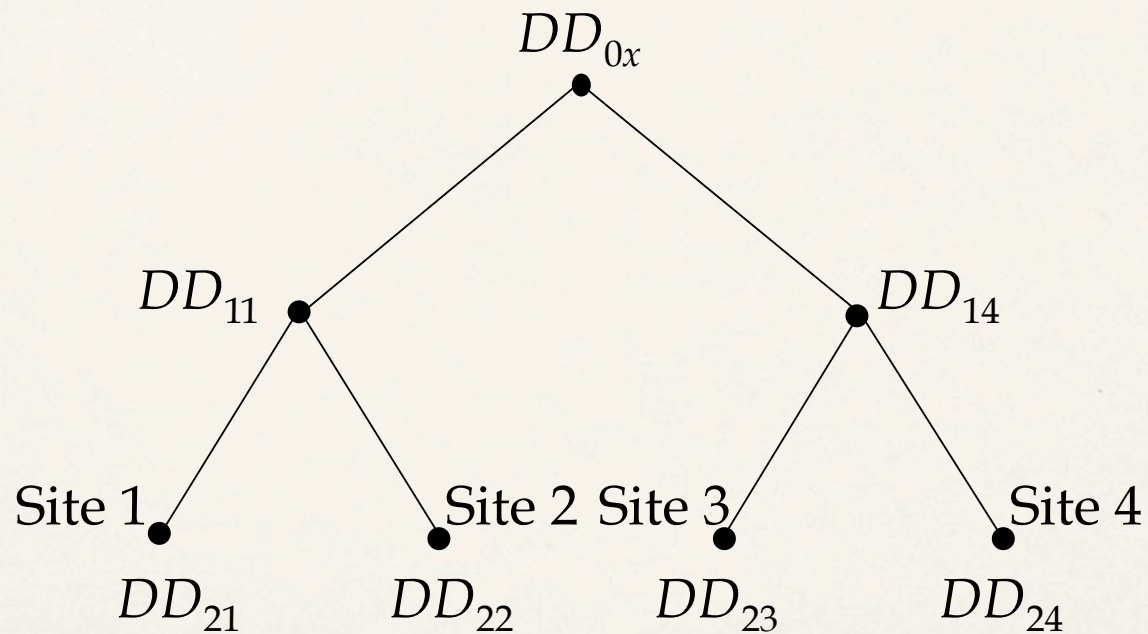 DD₀ₓ
DD₁₁
DD₁₄
Site 1
Site 2
Site 3
Site 4
DD₂₁
DD₂₂
DD₂₃
DD₂₄